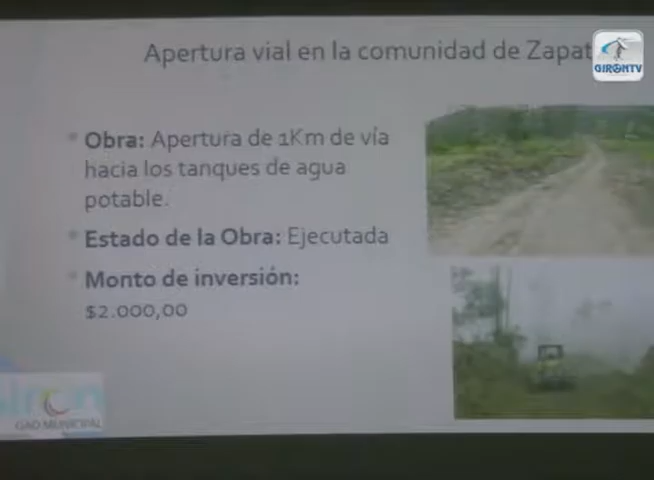 Apertura vial en la comunidad de Zapat
GIRONTV
Obra: Apertura de 1Km de vía
hacia los tanques de agua
potable.
Estado de la Obra: Ejecutada
Monto de inversión:
$2.000,00
Giron
GAD MUNICIPAL